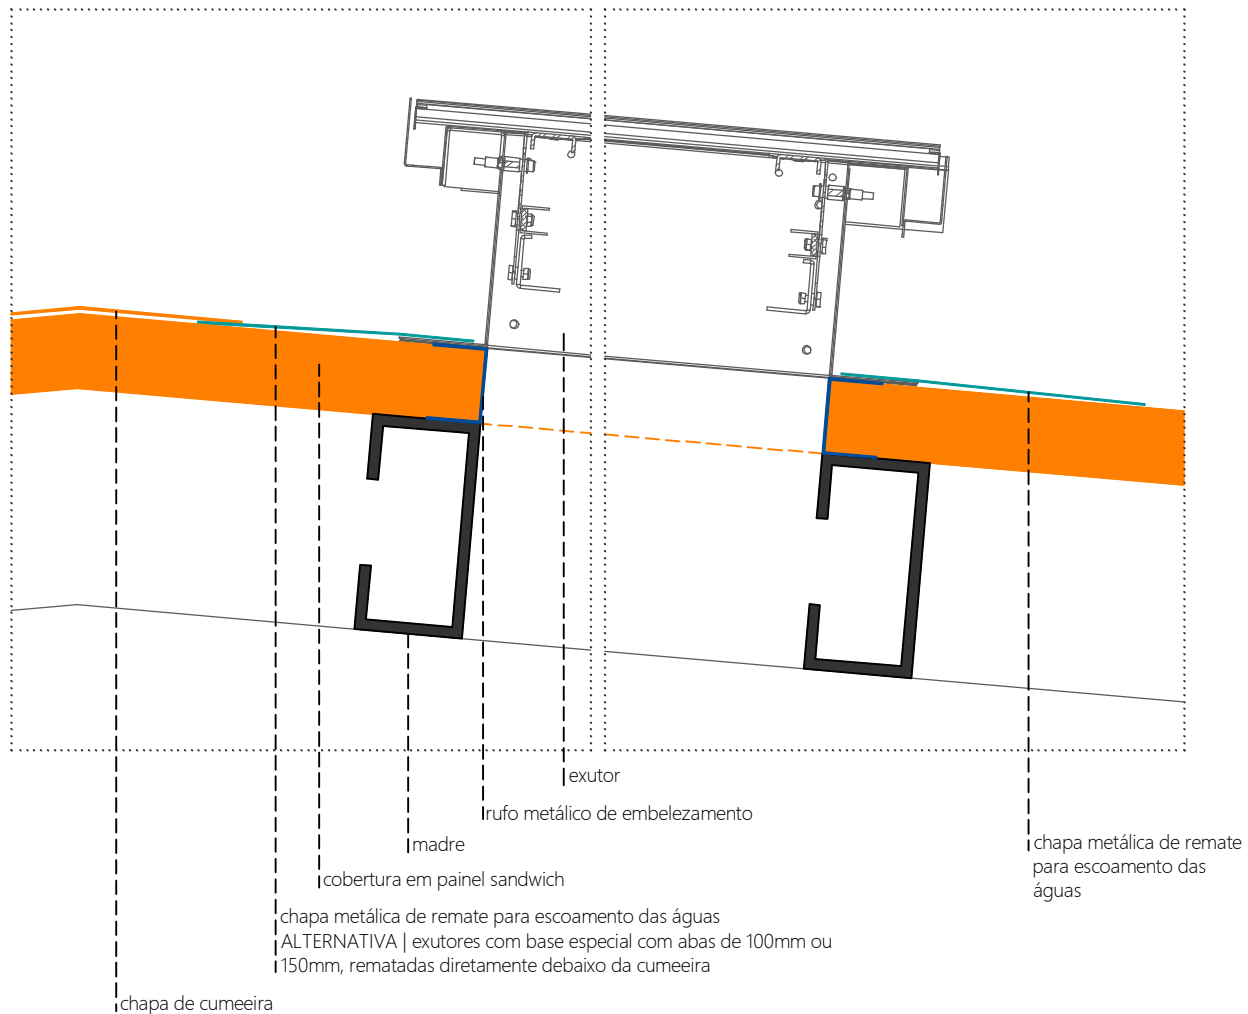 exutor
rufo metálico de embelezamento
madre
chapa metálica de remate
para escoamento das
águas
cobertura em painel sandwich
chapa metálica de remate para escoamento das águas
ALTERNATIVA | exutores com base especial com abas de 100mm ou
150mm, rematadas diretamente debaixo da cumeeira
chapa de cumeeira